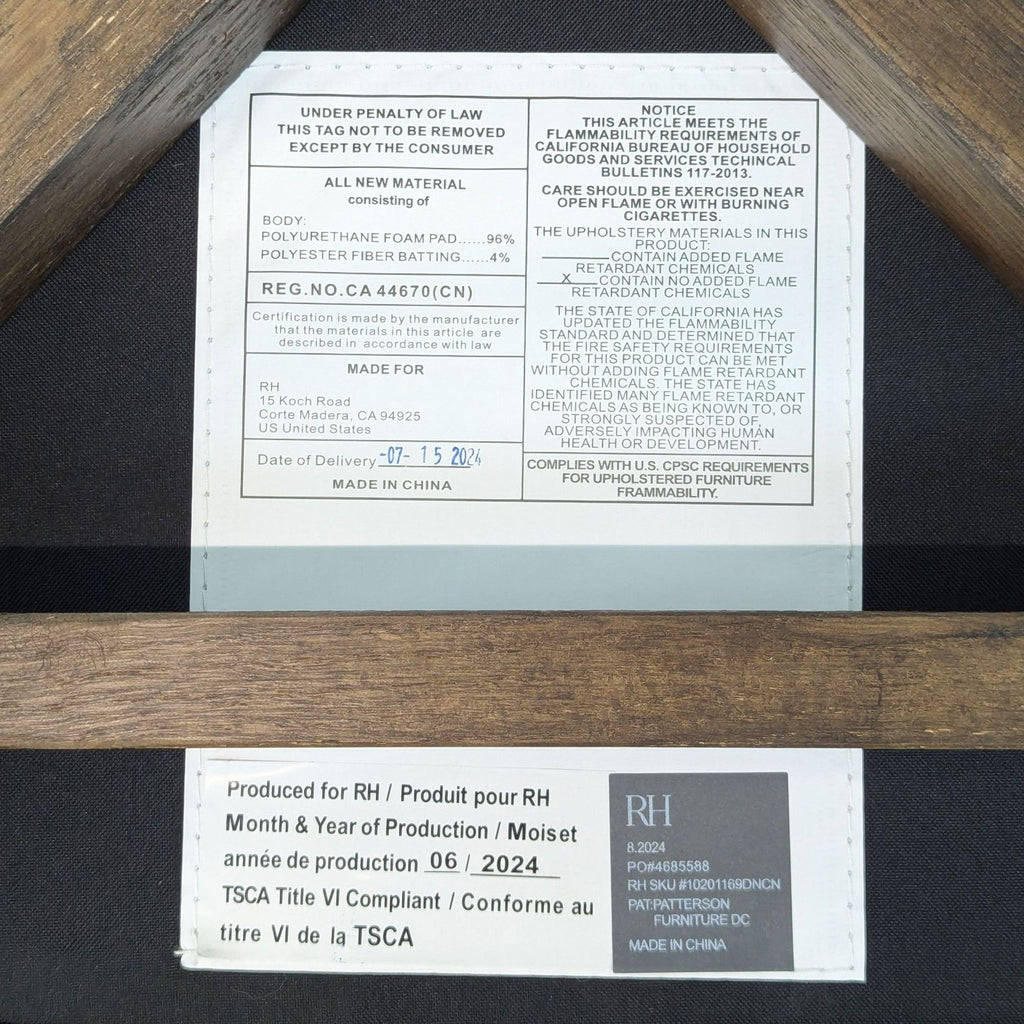 UNDER PENALTY OF LAW
THIS TAG NOT TO BE REMOVED
EXCEPT BY THE CONSUMER
ALL NEW MATERIAL
consisting of
BODY:
POLYURETHANE FOAM PAD......96%
POLYESTER FIBER BATTING......4%
REG.NO.CA 44670(CN)
Certification is made by the manufacturer
that the materials in this article are
described in accordance with law
MADE FOR
RH
15 Koch Road
Corte Madera, CA 94925
US United States
Date of Delivery -07- 15 2024
MADE IN CHINA
NOTICE
THIS ARTICLE MEETS THE
FLAMMABILITY REQUIREMENTS OF
CALIFORNIA BUREAU OF HOUSEHOLD
GOODS AND SERVICES TECHINCAL
BULLETINS 117-2013.
CARE SHOULD BE EXERCISED NEAR
OPEN FLAME OR WITH BURNING
CIGARETTES.
THE UPHOLSTERY MATERIALS IN THIS
PRODUCT:
______CONTAIN ADDED FLAME
RETARDANT CHEMICALS
__X__CONTAIN NO ADDED FLAME
RETARDANT CHEMICALS
THE STATE OF CALIFORNIA HAS
UPDATED THE FLAMMABILITY
STANDARD AND DETERMINED THAT
THE FIRE SAFETY REQUIREMENTS
FOR THIS PRODUCT CAN BE MET
WITHOUT ADDING FLAME RETARDANT
CHEMICALS. THE STATE HAS
IDENTIFIED MANY FLAME RETARDANT
CHEMICALS AS BEING KNOWN TO, OR
STRONGLY SUSPECTED OF,
ADVERSELY IMPACTING HUMAN
HEALTH OR DEVELOPMENT.
COMPLIES WITH U.S. CPSC REQUIREMENTS
FOR UPHOLSTERED FURNITURE
FRAMMABILITY.
Produced for RH / Produit pour RH
Month & Year of Production / Mois et
année de production 06 / 2024
TSCA Title VI Compliant / Conforme au
titre VI de la TSCA
RH
8.2024
PO#4685588
RH SKU #10201169DNCN
PAT:PATTERSON
FURNITURE DC
MADE IN CHINA